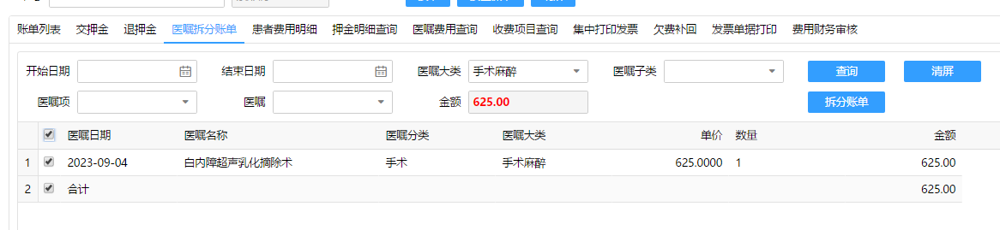 账单列表 交押金 退押金 医嘱拆分账单 患者费用明细 押金明细查询 医嘱费用查询 收费项目查询 集中打印发票 欠费补回 发票单据打印 费用财务审核
开始日期 结束日期 医嘱大类 手术麻醉 医嘱子类 查询 清屏
医嘱项 医嘱 金额 625.00 拆分账单
医嘱日期 医嘱名称 医嘱分类 医嘱大类 单价 数量 金额
1 2023-09-04 白内障超声乳化摘除术 手术 手术麻醉 625.0000 1 625.00
2 合计 625.00